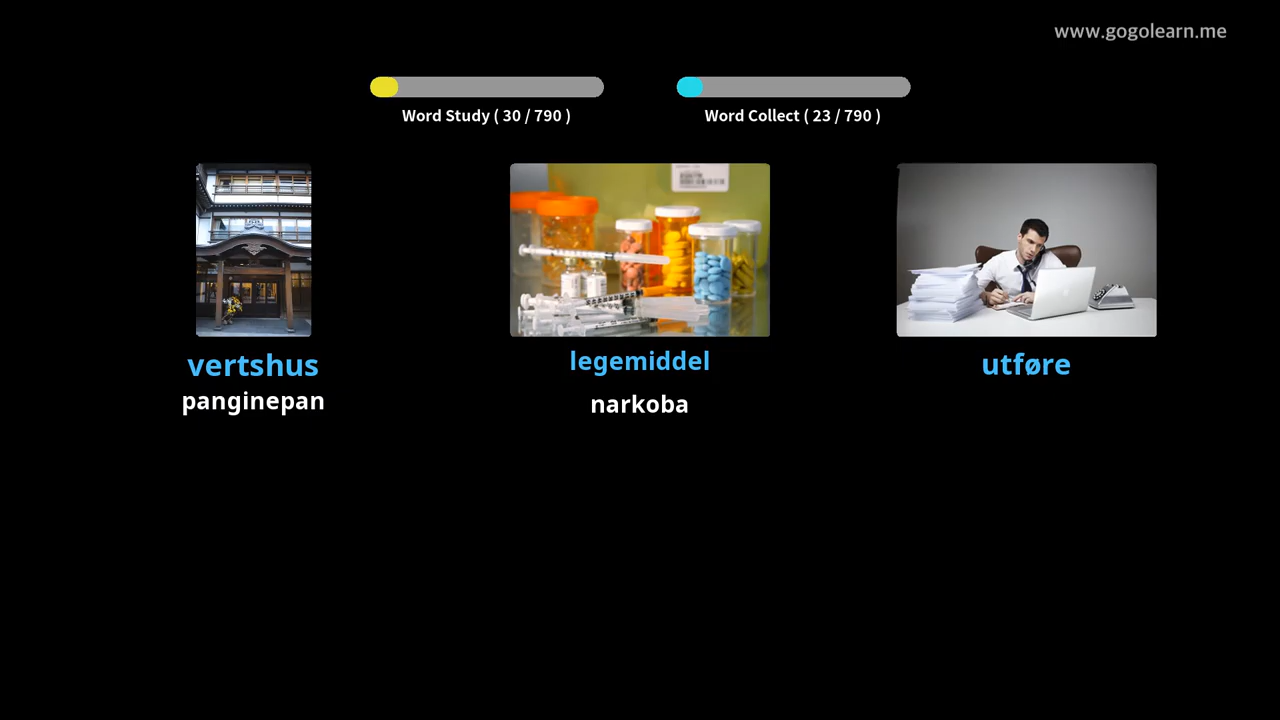 www.gogolearn.me
Word Study ( 30 / 790 )
Word Collect ( 23 / 790 )
vertshus
legemiddel
utføre
panginepan
narkoba